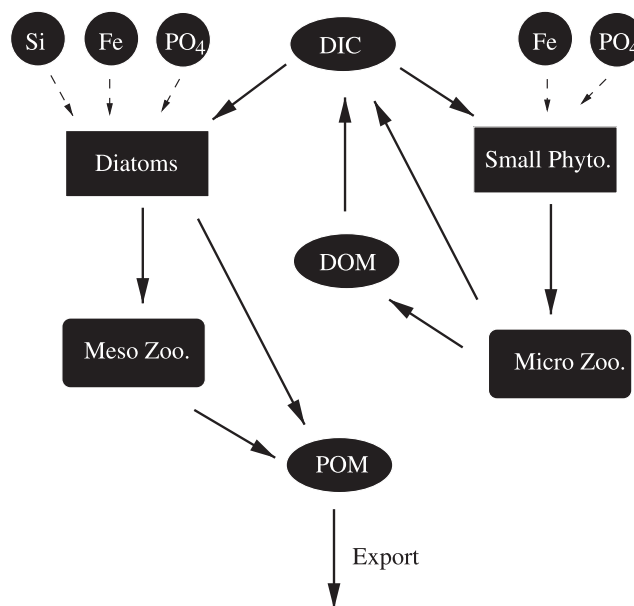 Si Fe PO4 DIC Fe PO4
Diatoms Small Phyto.
DOM
Meso Zoo. Micro Zoo.
POM
Export